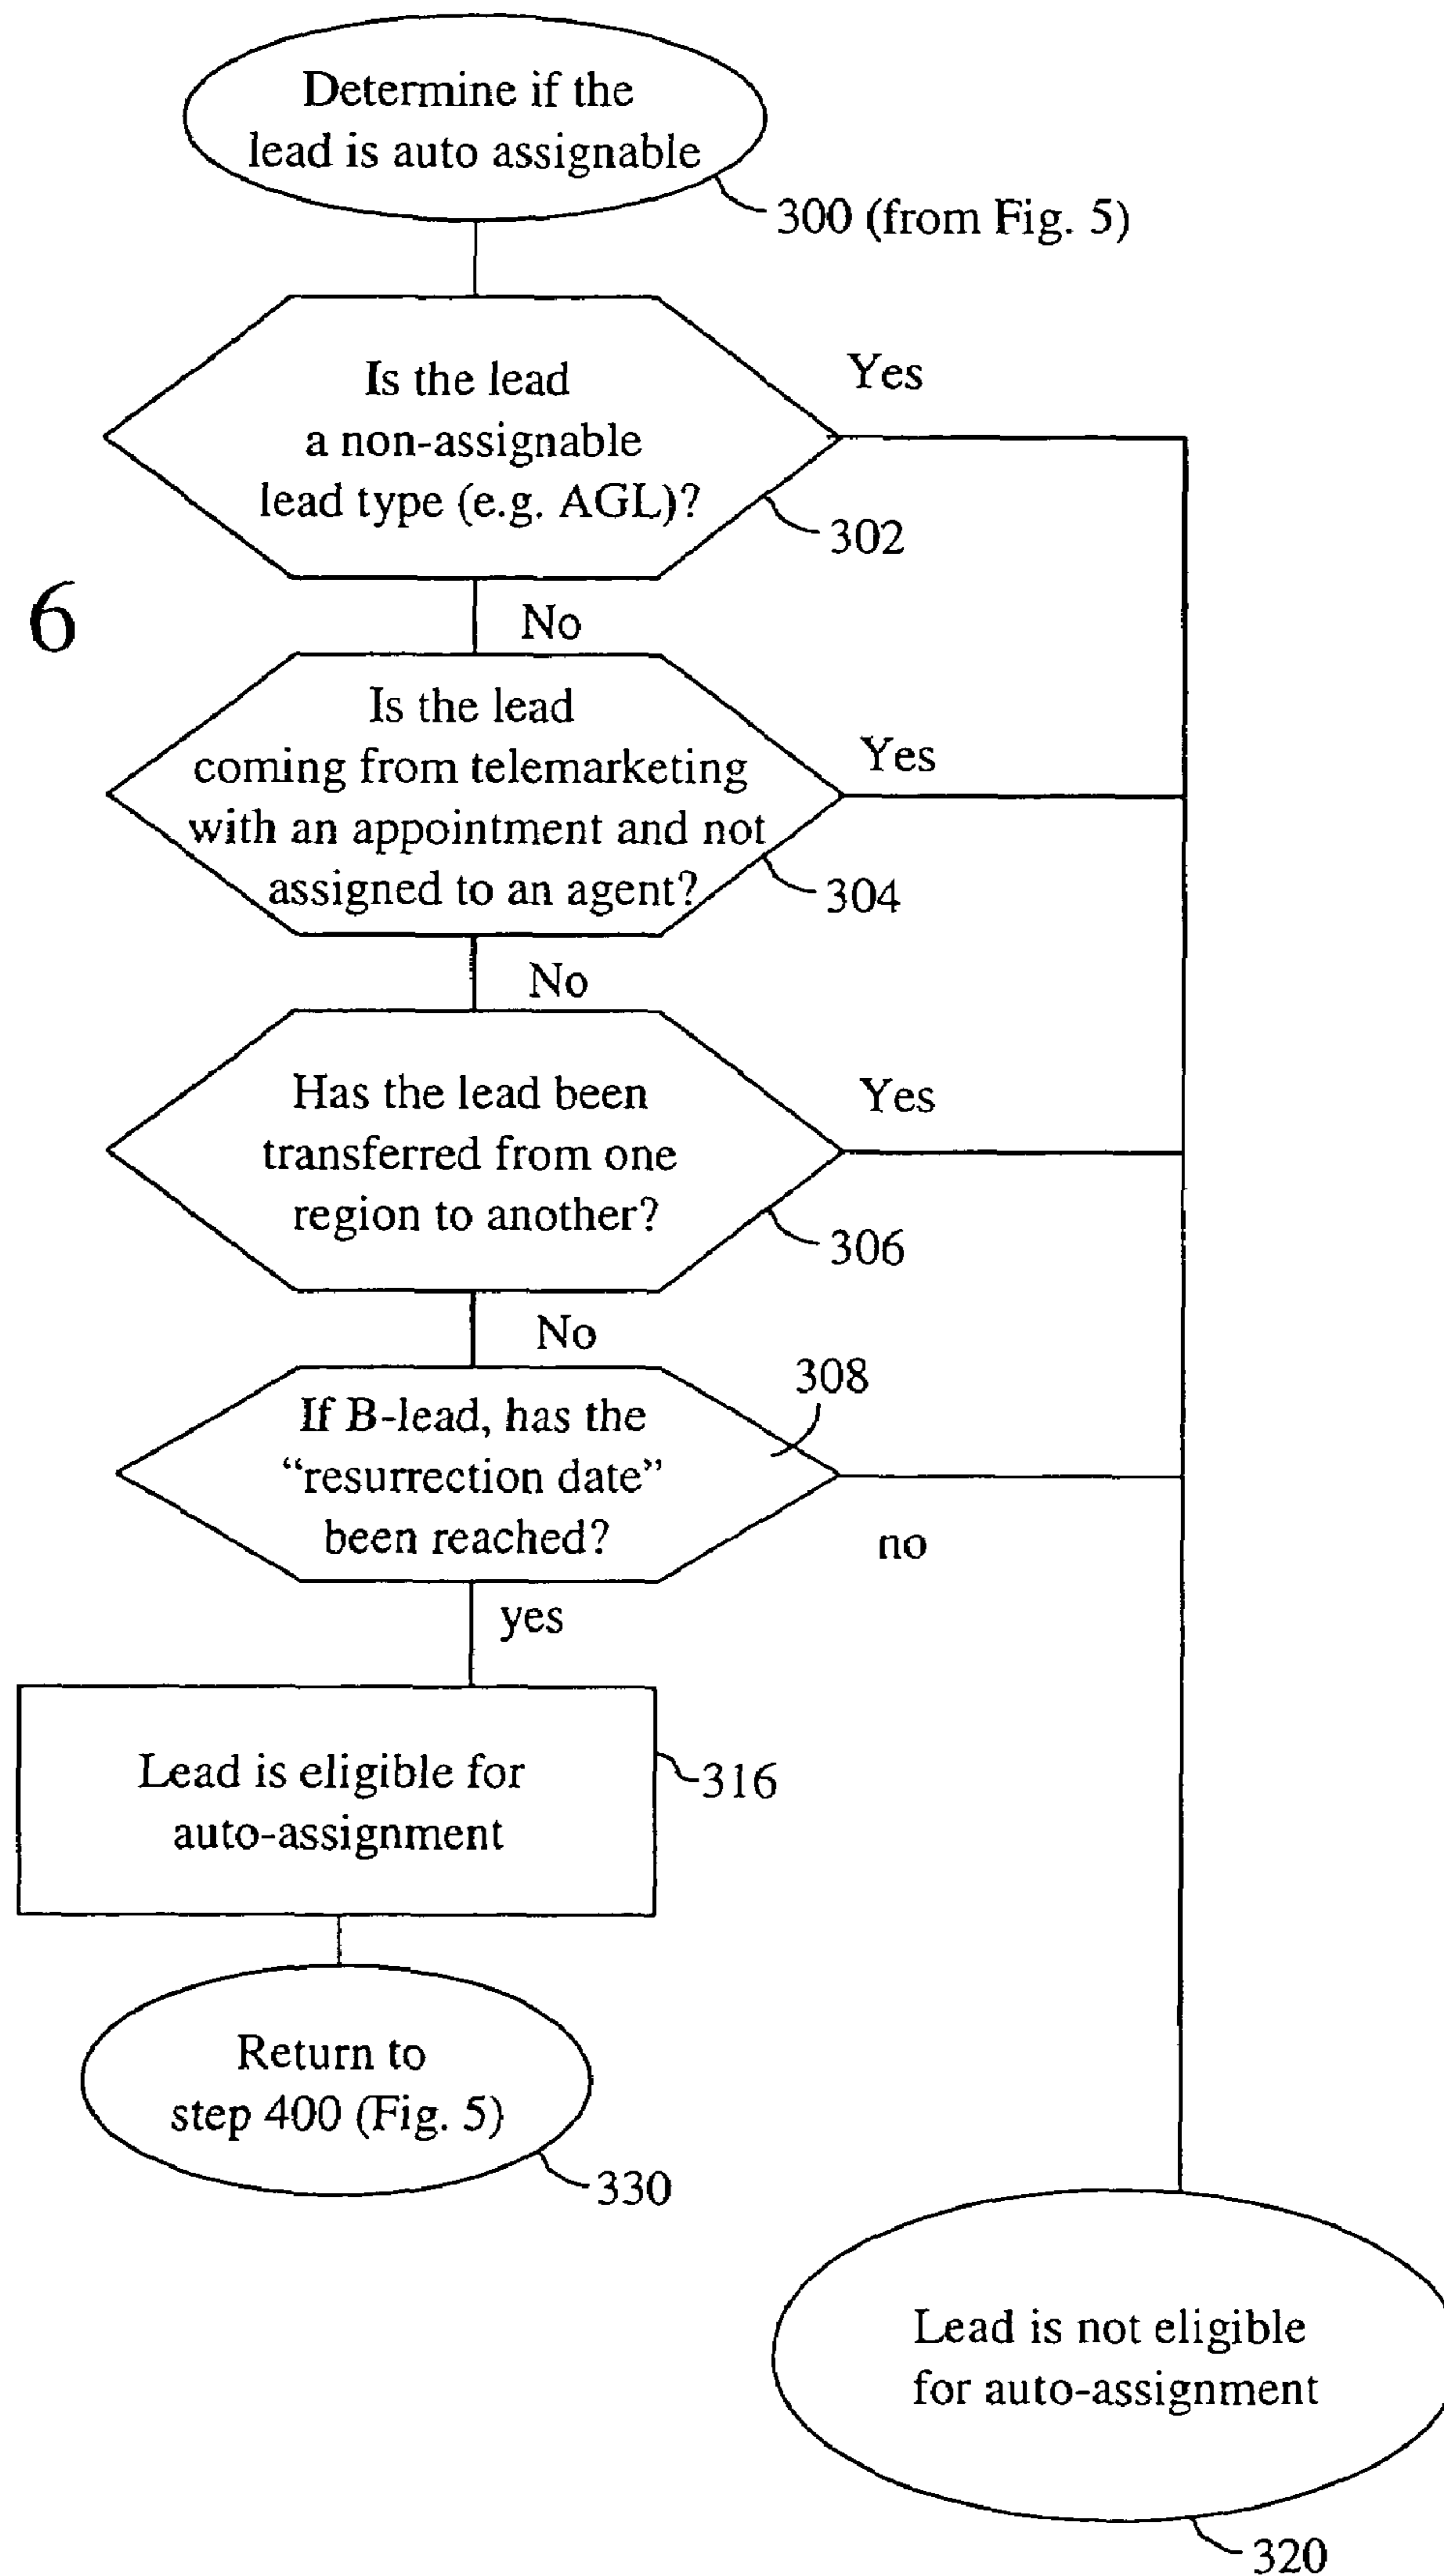 Determine if the
lead is auto assignable
300 (from Fig. 5)
Is the lead
a non-assignable
lead type (e.g. AGL)?
Yes
302
6
No
Is the lead
coming from telemarketing
with an appointment and not
assigned to an agent?
Yes
304
No
Has the lead been
transferred from one
region to another?
Yes
306
No
308
If B-lead, has the
“resurrection date”
been reached?
no
yes
Lead is eligible for
auto-assignment
316
Return to
step 400 (Fig. 5)
330
Lead is not eligible
for auto-assignment
320